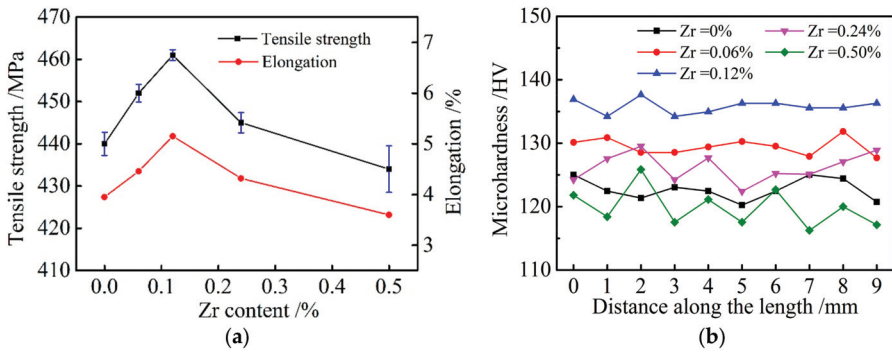 470
460
450
440
430
420
410
Tensile strength /MPa
Tensile strength
Elongation
7
6
5
4
3
Elongation /%
0.0 0.1 0.2 0.3 0.4 0.5
Zr content /%
(a)
150
140
130
120
110
Microhardness /HV
Zr =0% Zr =0.24%
Zr =0.06% Zr =0.50%
Zr =0.12%
0 1 2 3 4 5 6 7 8 9
Distance along the length /mm
(b)